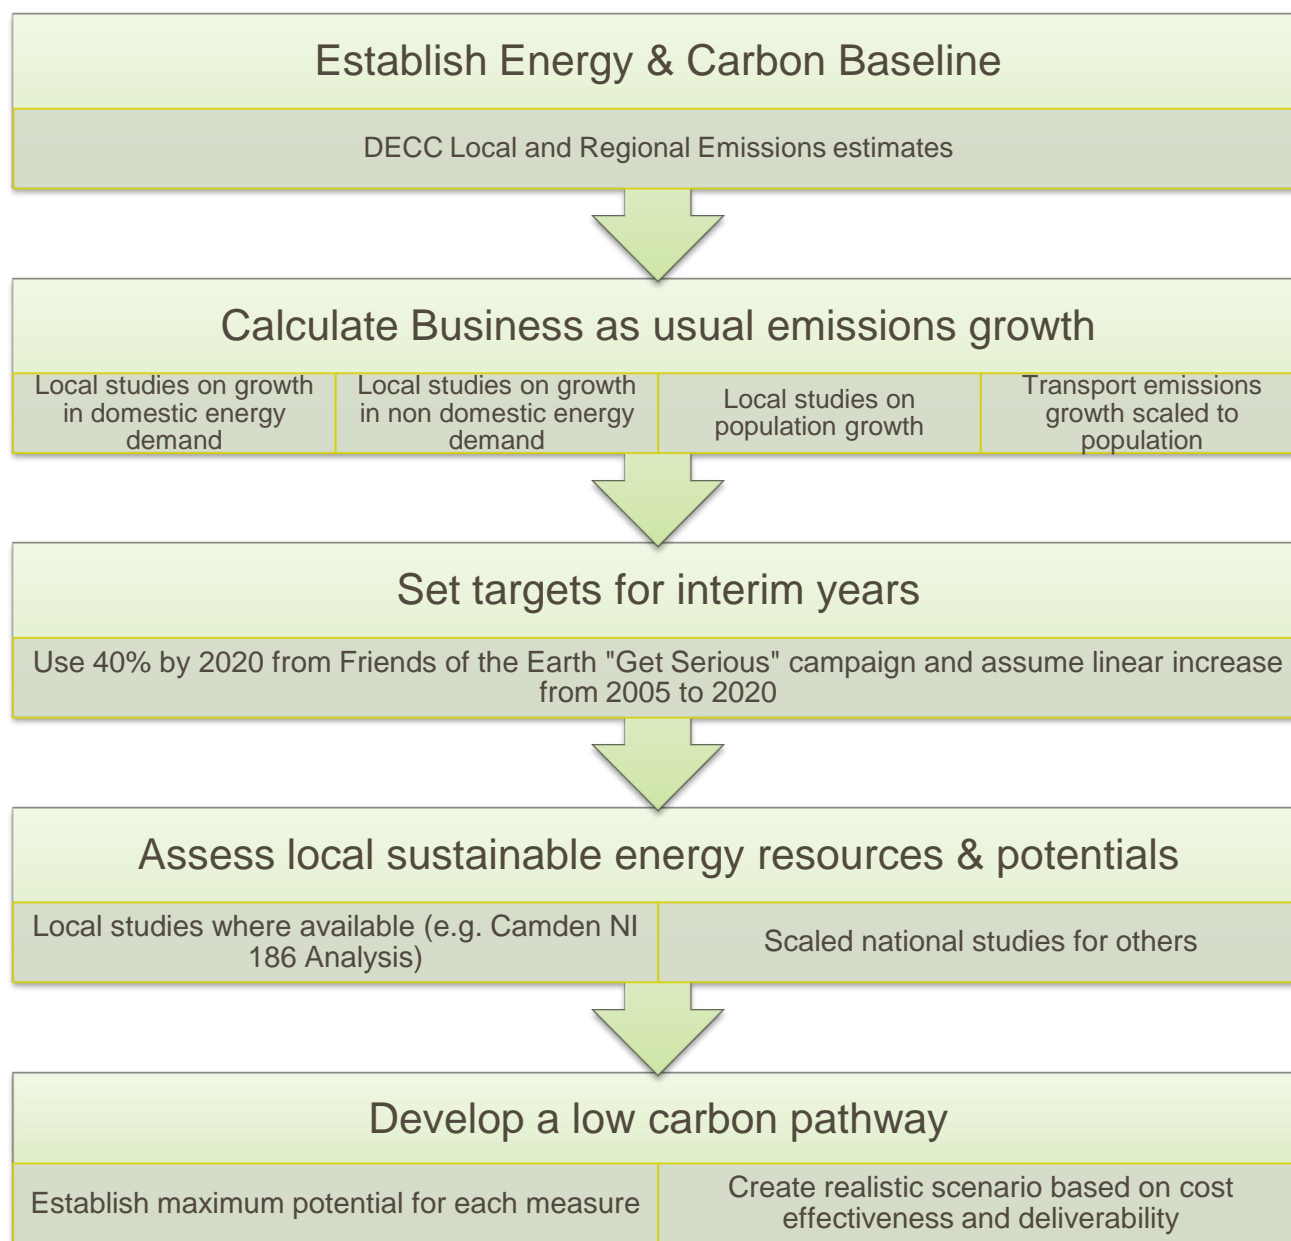 Establish Energy & Carbon Baseline
DECC Local and Regional Emissions estimates
Calculate Business as usual emissions growth
Local studies on growth
in domestic energy
demand
Local studies on growth
in non domestic energy
demand
Local studies on
population growth
Transport emissions
growth scaled to
population
Set targets for interim years
Use 40% by 2020 from Friends of the Earth "Get Serious" campaign and assume linear increase
from 2005 to 2020
Assess local sustainable energy resources & potentials
Local studies where available (e.g. Camden NI
186 Analysis)
Scaled national studies for others
Develop a low carbon pathway
Establish maximum potential for each measure
Create realistic scenario based on cost
effectiveness and deliverability